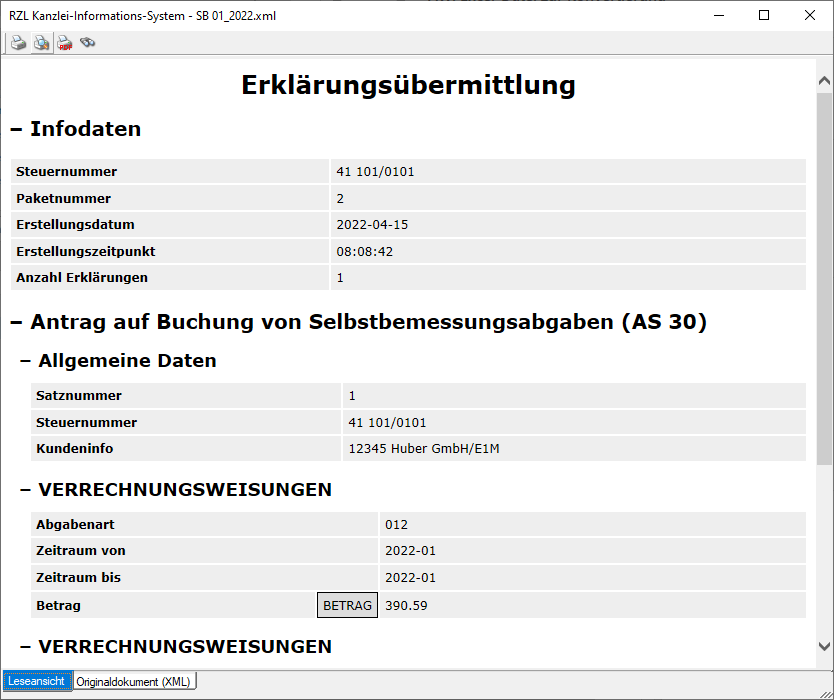 RZL Kanzlei-Informations-System - SB 01_2022.xml
Erklärungsübermittlung
− Infodaten
Steuernummer 41 101/0101
Paketnummer 2
Erstellungsdatum 2022-04-15
Erstellungszeitpunkt 08:08:42
Anzahl Erklärungen 1
− Antrag auf Buchung von Selbstbemessungsabgaben (AS 30)
− Allgemeine Daten
Satznummer 1
Steuernummer 41 101/0101
Kundeninfo 12345 Huber GmbH/E1M
− VERRECHNUNGSWEISUNGEN
Abgabenart 012
Zeitraum von 2022-01
Zeitraum bis 2022-01
Betrag BETRAG 390.59
− VERRECHNUNGSWEISUNGEN
Leseansicht Originaldokument (XML)